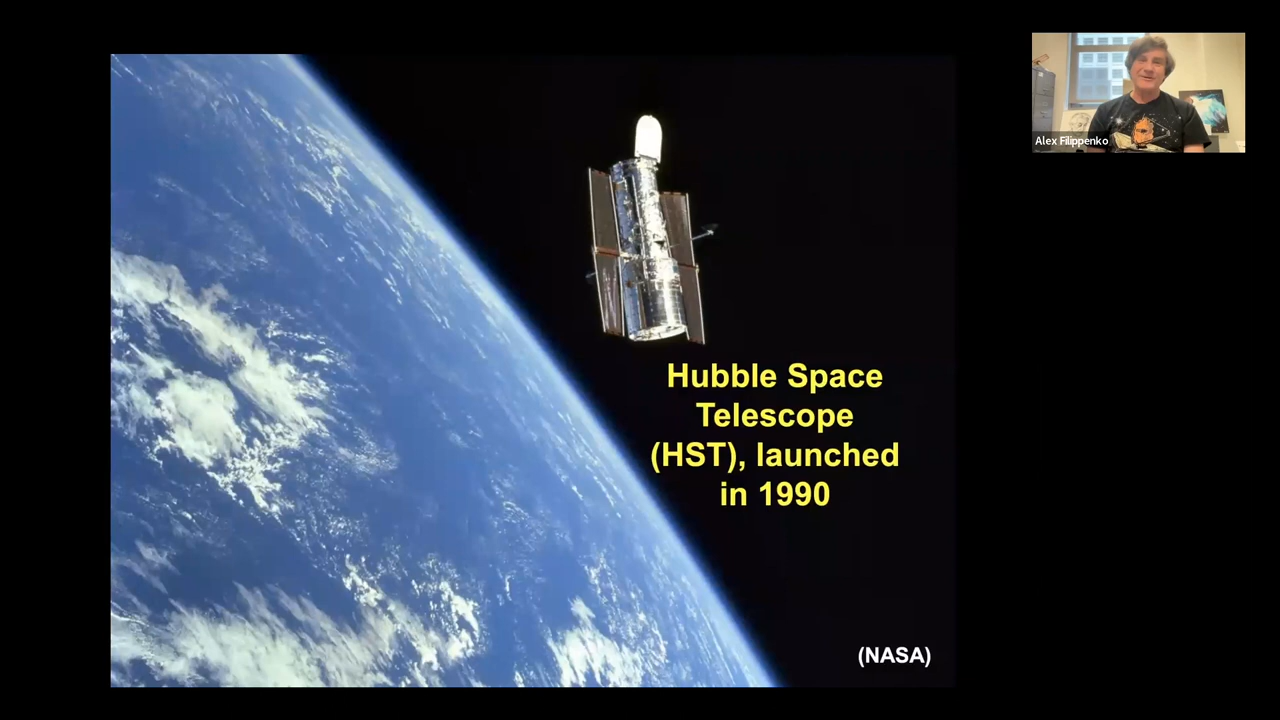 Alex Filippenko
Hubble Space
Telescope
(HST), launched
in 1990
(NASA)